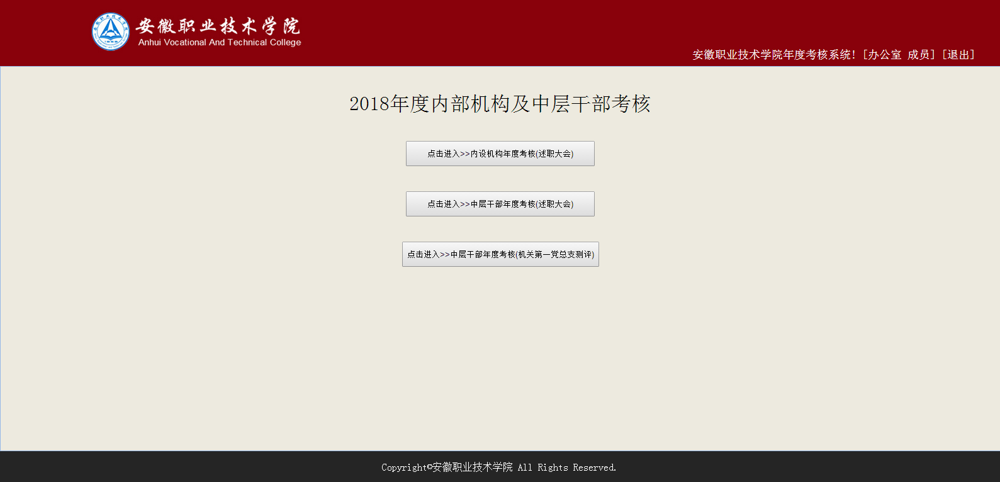 安徽职业技术学院
Anhui Vocational And Technical College
安徽职业技术学院年度考核系统! [办公室 成员] [退出]
2018年度内部机构及中层干部考核
点击进入>>内设机构年度考核(述职大会)
点击进入>>中层干部年度考核(述职大会)
点击进入>>中层干部年度考核(机关第一党总支测评)
Copyright©安徽职业技术学院 All Rights Reserved.